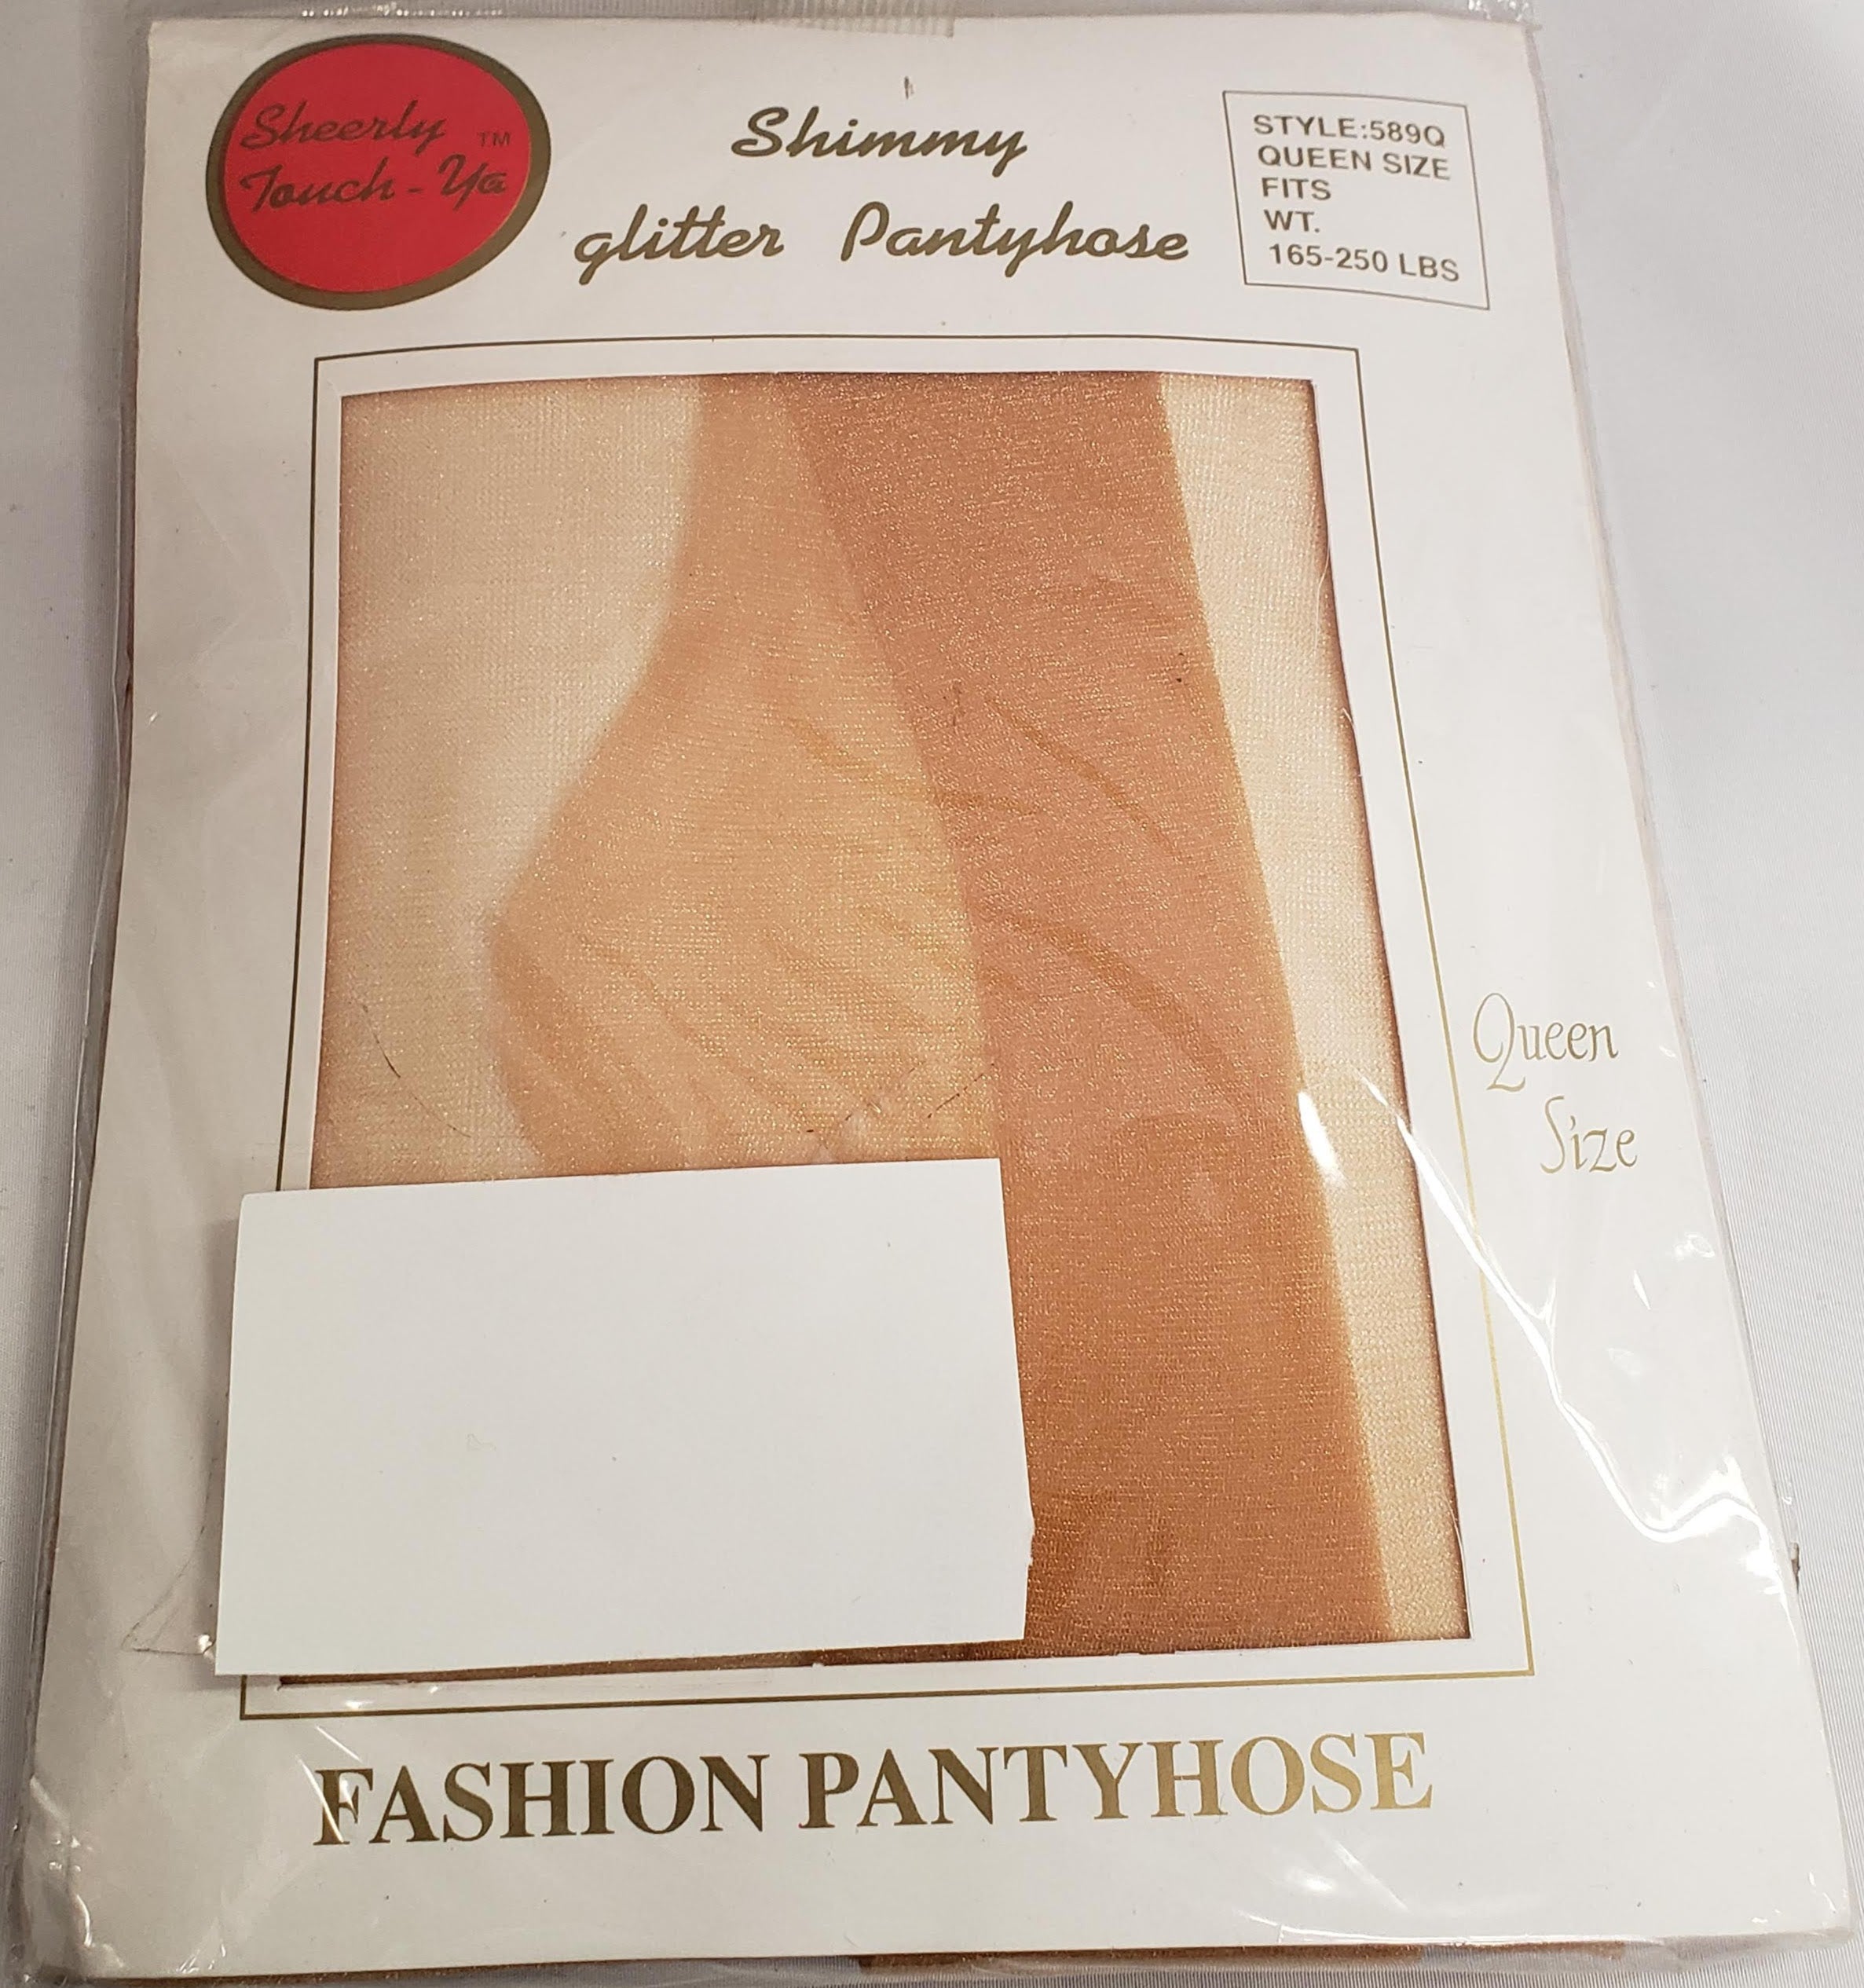 Sheerly
Touch-Ya
TM
Shimmy
glitter Pantyhose
STYLE:589Q
QUEEN SIZE
FITS
WT.
165-250 LBS
Queen
Size
FASHION PANTYHOSE